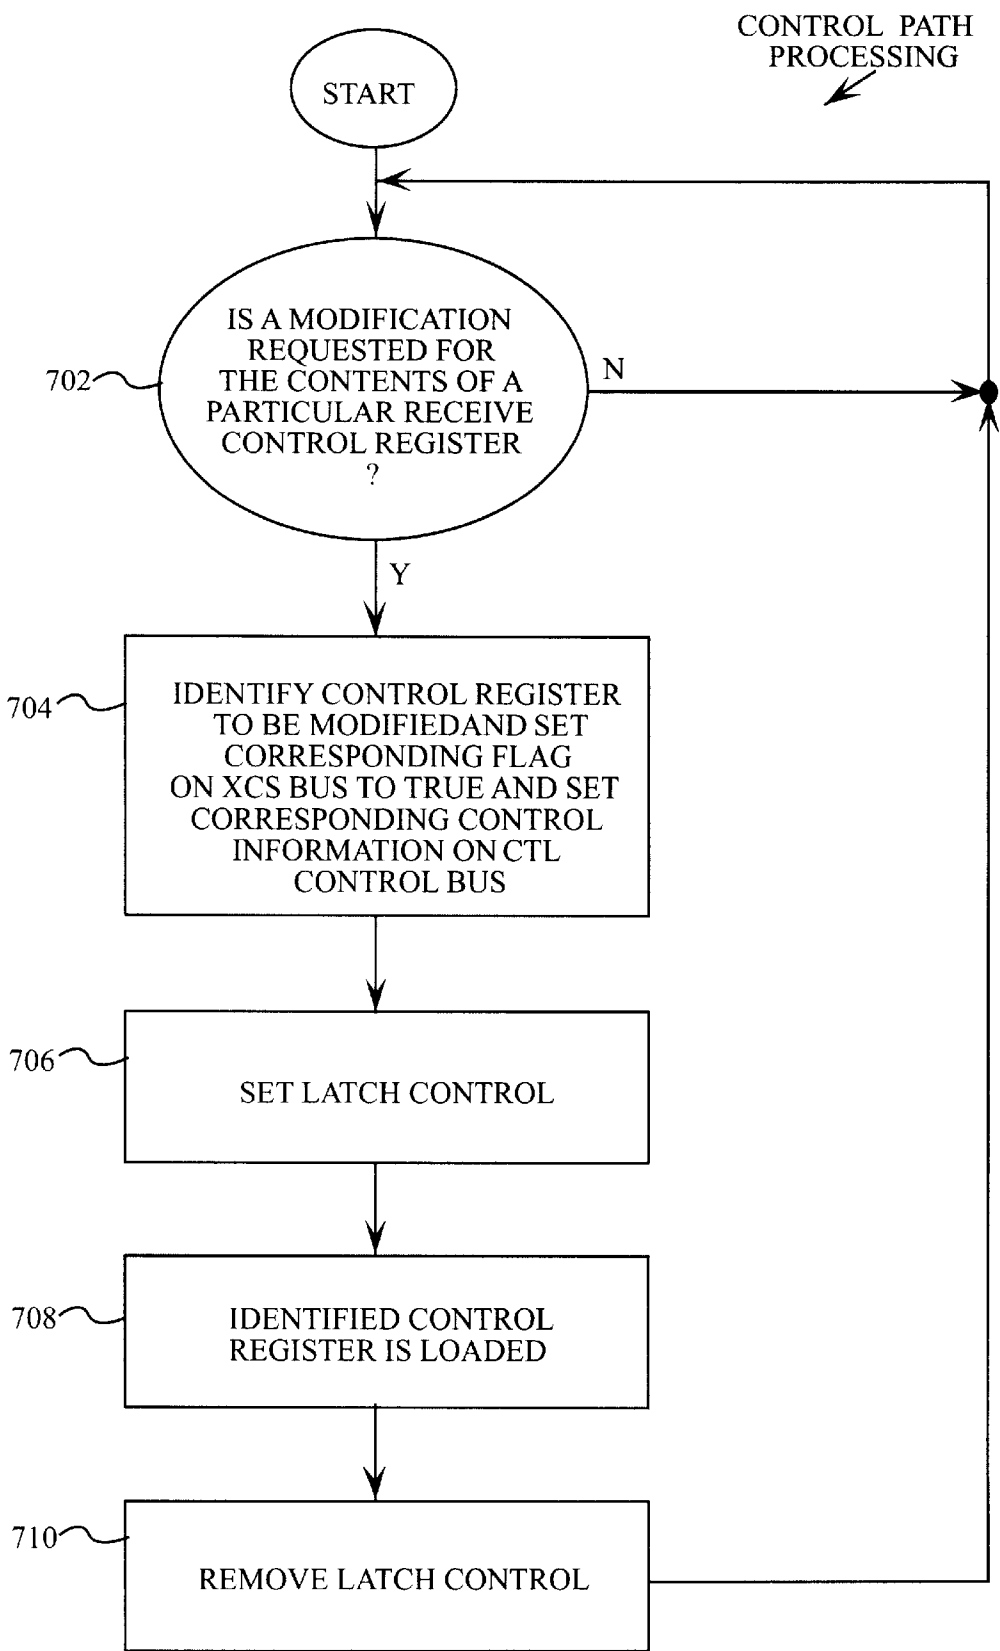 CONTROL PATH
PROCESSING
START
IS A MODIFICATION
REQUESTED FOR
THE CONTENTS OF A
PARTICULAR RECEIVE
CONTROL REGISTER
?
702
N
Y
704
IDENTIFY CONTROL REGISTER
TO BE MODIFIEDAND SET
CORRESPONDING FLAG
ON XCS BUS TO TRUE AND SET
CORRESPONDING CONTROL
INFORMATION ON CTL
CONTROL BUS
706
SET LATCH CONTROL
708
IDENTIFIED CONTROL
REGISTER IS LOADED
710
REMOVE LATCH CONTROL